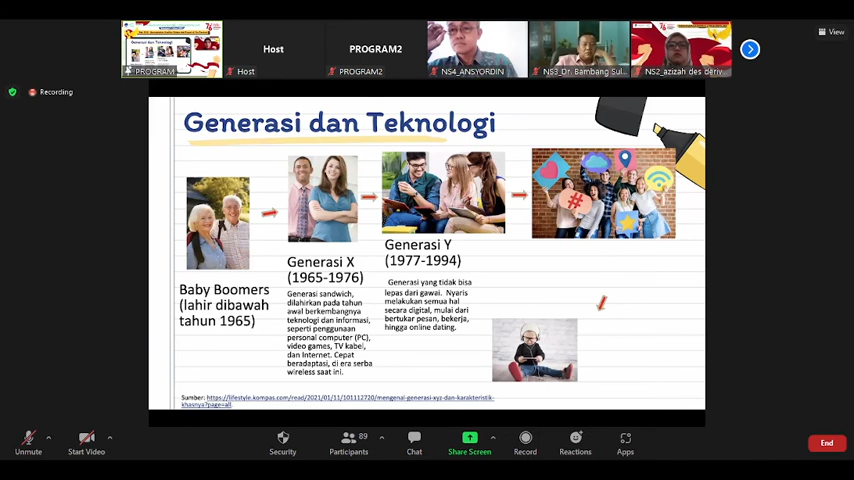 View
PROGRAM
Host
Host
PROGRAM2
PROGRAM2
NS4_ANSYORDIN
NS3_Dr. Bambang Sul...
NS2_azizah des deriv...
Recording
Generasi dan Teknologi
Baby Boomers
(lahir dibawah
tahun 1965)
Generasi X
(1965-1976)
Generasi sandwich,
dilahirkan pada tahun
awal berkembangnya
teknologi dan informasi,
seperti penggunaan
personal computer (PC),
video games, TV kabel,
dan Internet. Cepat
beradaptasi, di era serba
wireless saat ini.
Generasi Y
(1977-1994)
Generasi yang tidak bisa
lepas dari gawai. Nyaris
melakukan semua hal
secara digital, mulai dari
bertukar pesan, bekerja,
hingga online dating.
#
Sumber: https://lifestyle.kompas.com/read/2021/01/11/101112720/mengenal-generasi-xyz-dan-karakteristik-
khasnya?page=all.
Unmute
Start Video
Security
89
Participants
Chat
Share Screen
Record
Reactions
Apps
End